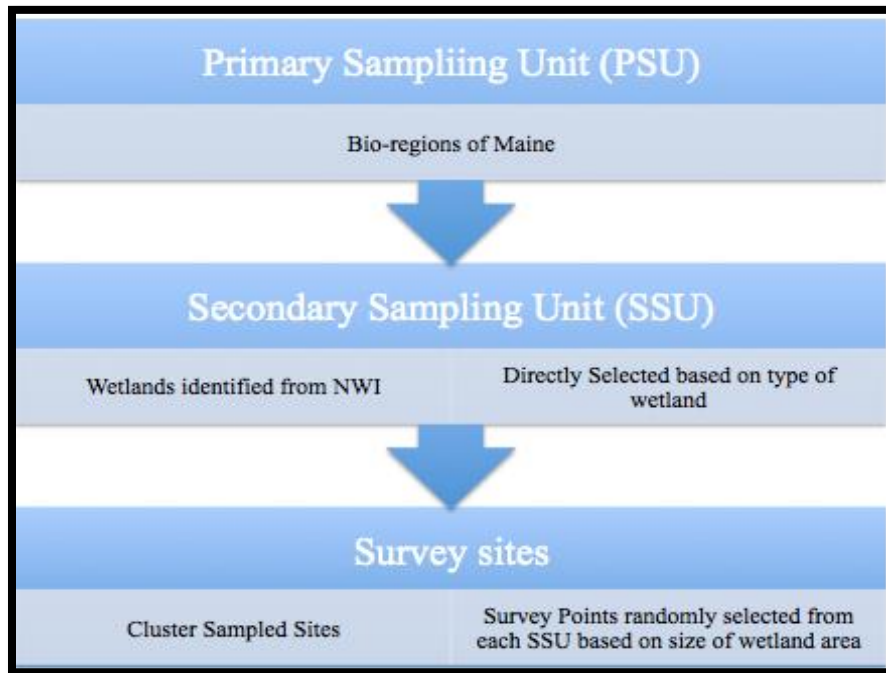 Primary Sampliing Unit (PSU)
Bio-regions of Maine
Secondary Sampling Unit (SSU)
Wetlands identified from NWI
Directly Selected based on type of
wetland
Survey sites
Cluster Sampled Sites
Survey Points randomly selected from
each SSU based on size of wetland area